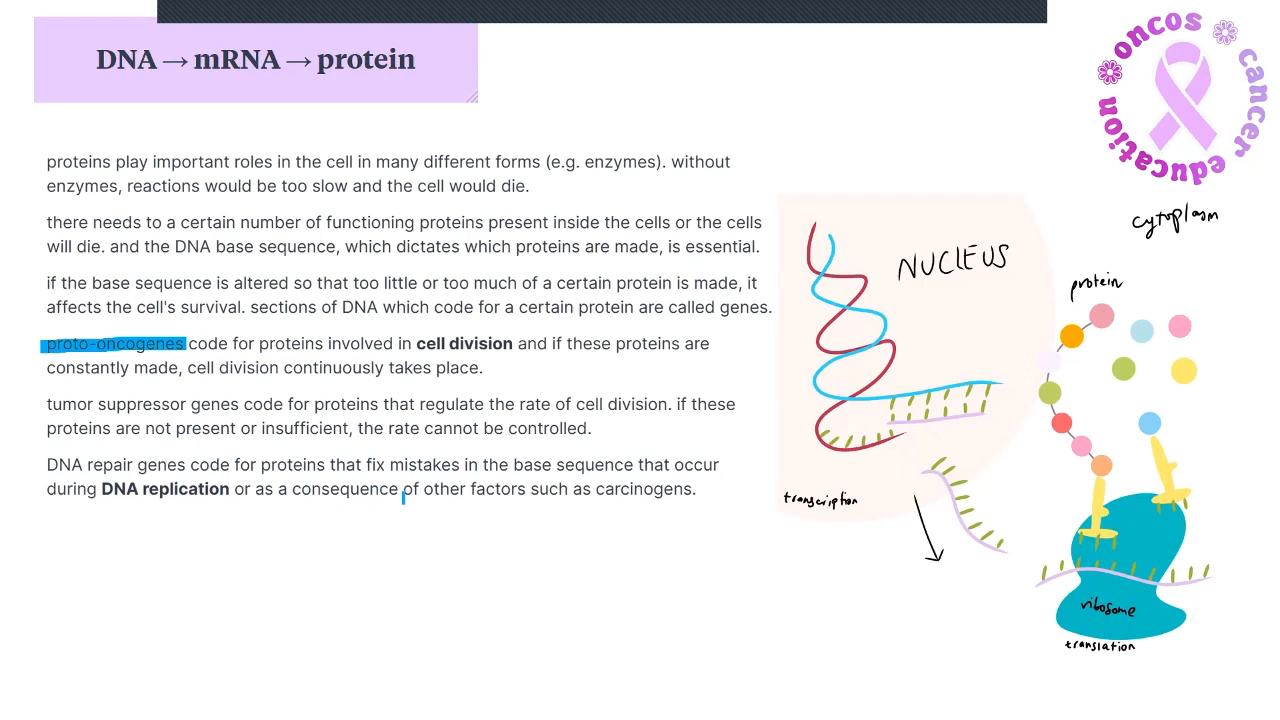 DNA → mRNA → protein
oncos
cancer
education
proteins play important roles in the cell in many different forms (e.g. enzymes). without
enzymes, reactions would be too slow and the cell would die.
there needs to a certain number of functioning proteins present inside the cells or the cells
will die. and the DNA base sequence, which dictates which proteins are made, is essential.
if the base sequence is altered so that too little or too much of a certain protein is made, it
affects the cell's survival. sections of DNA which code for a certain protein are called genes.
proto-oncogenes code for proteins involved in cell division and if these proteins are
constantly made, cell division continuously takes place.
tumor suppressor genes code for proteins that regulate the rate of cell division. if these
proteins are not present or insufficient, the rate cannot be controlled.
DNA repair genes code for proteins that fix mistakes in the base sequence that occur
during DNA replication or as a consequence of other factors such as carcinogens.
cytoplasm
NUCLEUS
protein
transcription
ribosome
translation